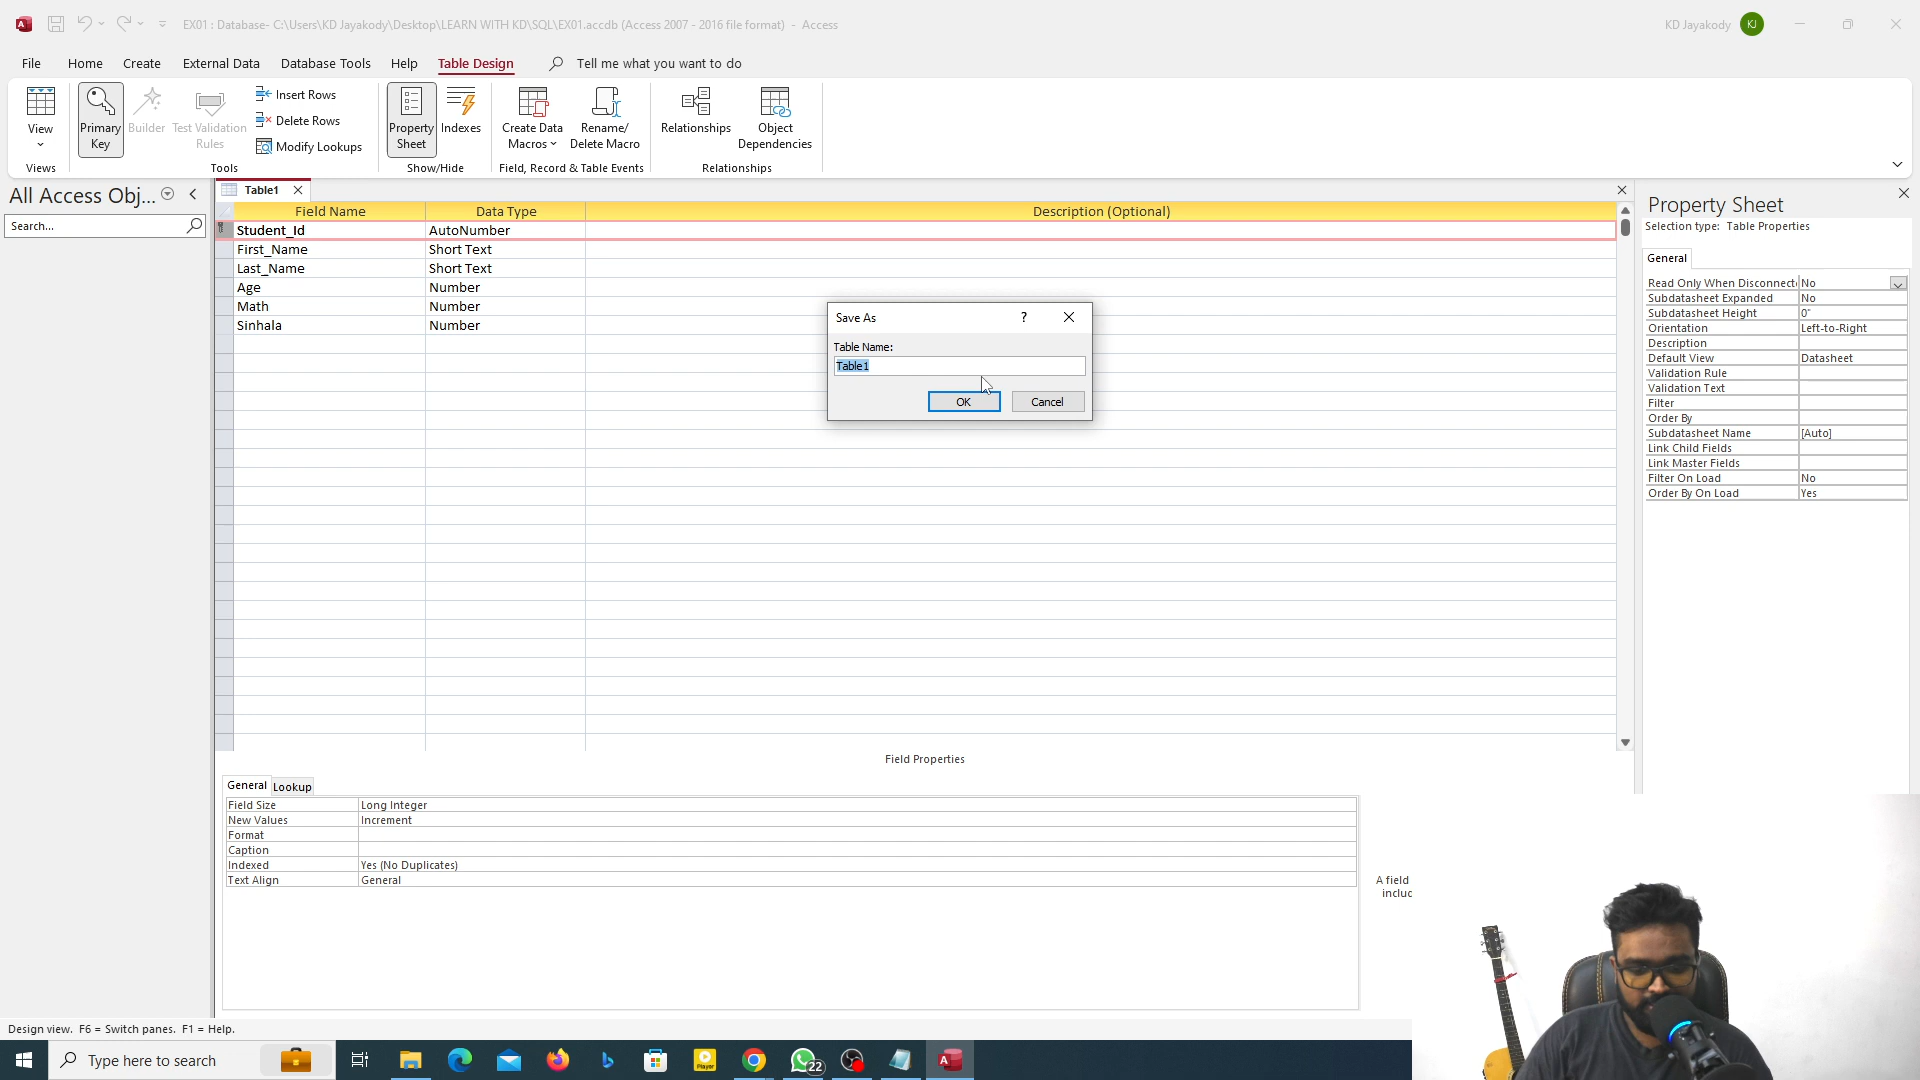 EX01 : Database- C:\Users\KD Jayakody\Desktop\LEARN WITH KD\SQL\EX01.accdb (Access 2007 - 2016 file format) - Access
KD Jayakody
KJ
File Home Create External Data Database Tools Help Table Design Tell me what you want to do
View
Views
Primary Key
Builder
Test Validation Rules
Insert Rows
Delete Rows
Modify Lookups
Tools
Property Sheet
Indexes
Show/Hide
Create Data Macros
Rename/ Delete Macro
Field, Record & Table Events
Relationships
Object Dependencies
Relationships
All Access Obj...
Search...
Table1
Field Name Data Type Description (Optional)
Student_Id AutoNumber
First_Name Short Text
Last_Name Short Text
Age Number
Math Number
Sinhala Number
Save As ?
Table Name:
Table1
OK Cancel
Property Sheet
Selection type: Table Properties
General
Read Only When Disconnect No
Subdatasheet Expanded No
Subdatasheet Height 0"
Orientation Left-to-Right
Description
Default View Datasheet
Validation Rule
Validation Text
Filter
Order By
Subdatasheet Name [Auto]
Link Child Fields
Link Master Fields
Filter On Load No
Order By On Load Yes
Field Properties
General Lookup
Field Size Long Integer
New Values Increment
Format
Caption
Indexed Yes (No Duplicates)
Text Align General
A field
incluc
Design view. F6 = Switch panes. F1 = Help.
Type here to search
Player
22